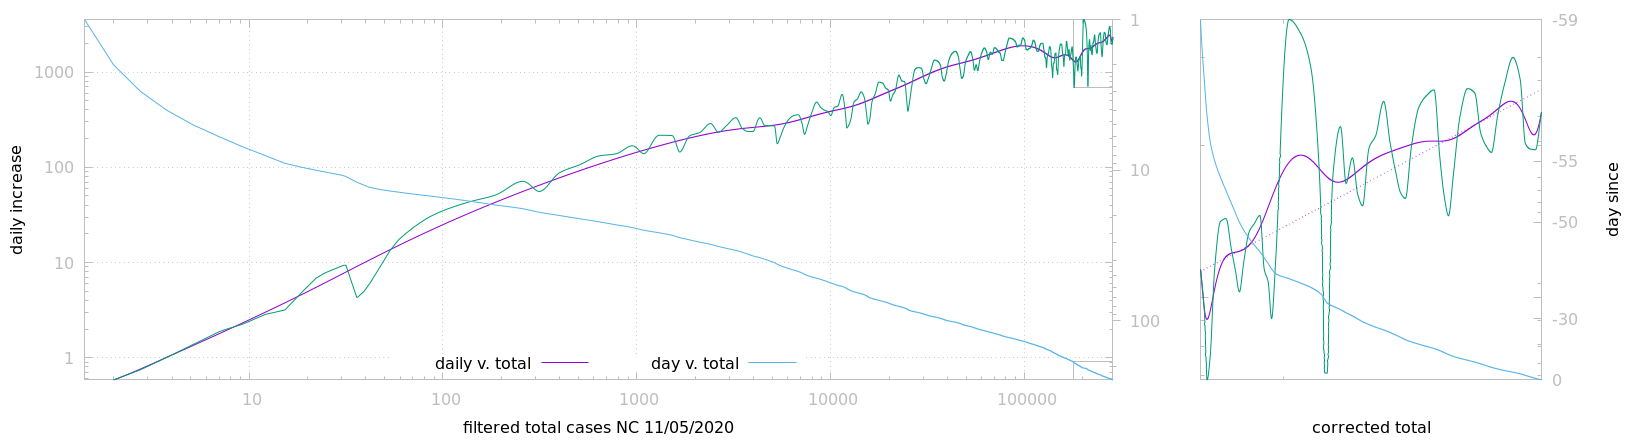 daily increase
1000
100
10
1
10
100
1000
10000
100000
filtered total cases NC 11/05/2020
daily v. total
day v. total
1
10
100
-59
-55
-50
-30
0
day since
corrected total